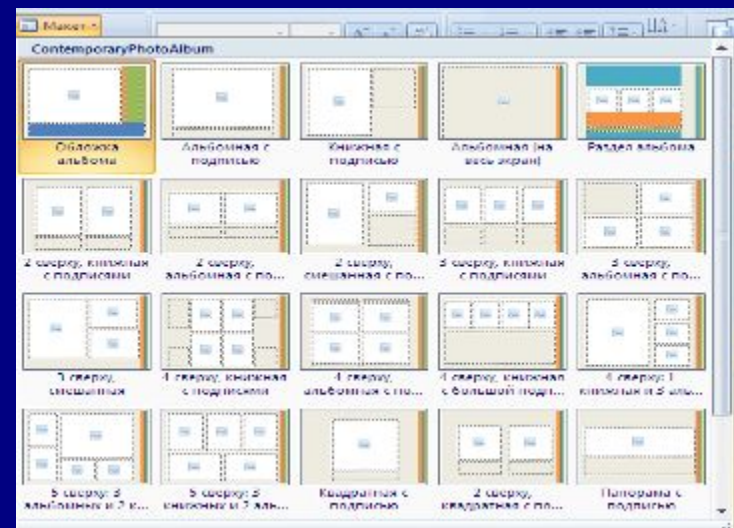 Макет
ContemporaryPhotoAlbum
Обложка альбома
Альбомная с подписью
Книжная с подписью
Альбомная (на весь экран)
Раздел альбома
2 сверху, книжная с подписями
2 сверху, альбомная с по...
2 сверху, смешанная с по...
3 сверху, книжная с подписями
3 сверху, альбомная с по...
3 сверху, смешанная
4 сверху, книжная с подписями
4 сверху, альбомная с по...
4 сверху, книжная с большой подп...
4 сверху: 1 книжная и 3 аль...
5 сверху: 3 альбомных и 2 к...
5 сверху: 3 книжных и 2 аль...
Квадратная с подписью
2 сверху, квадратная с по...
Панорама с подписью